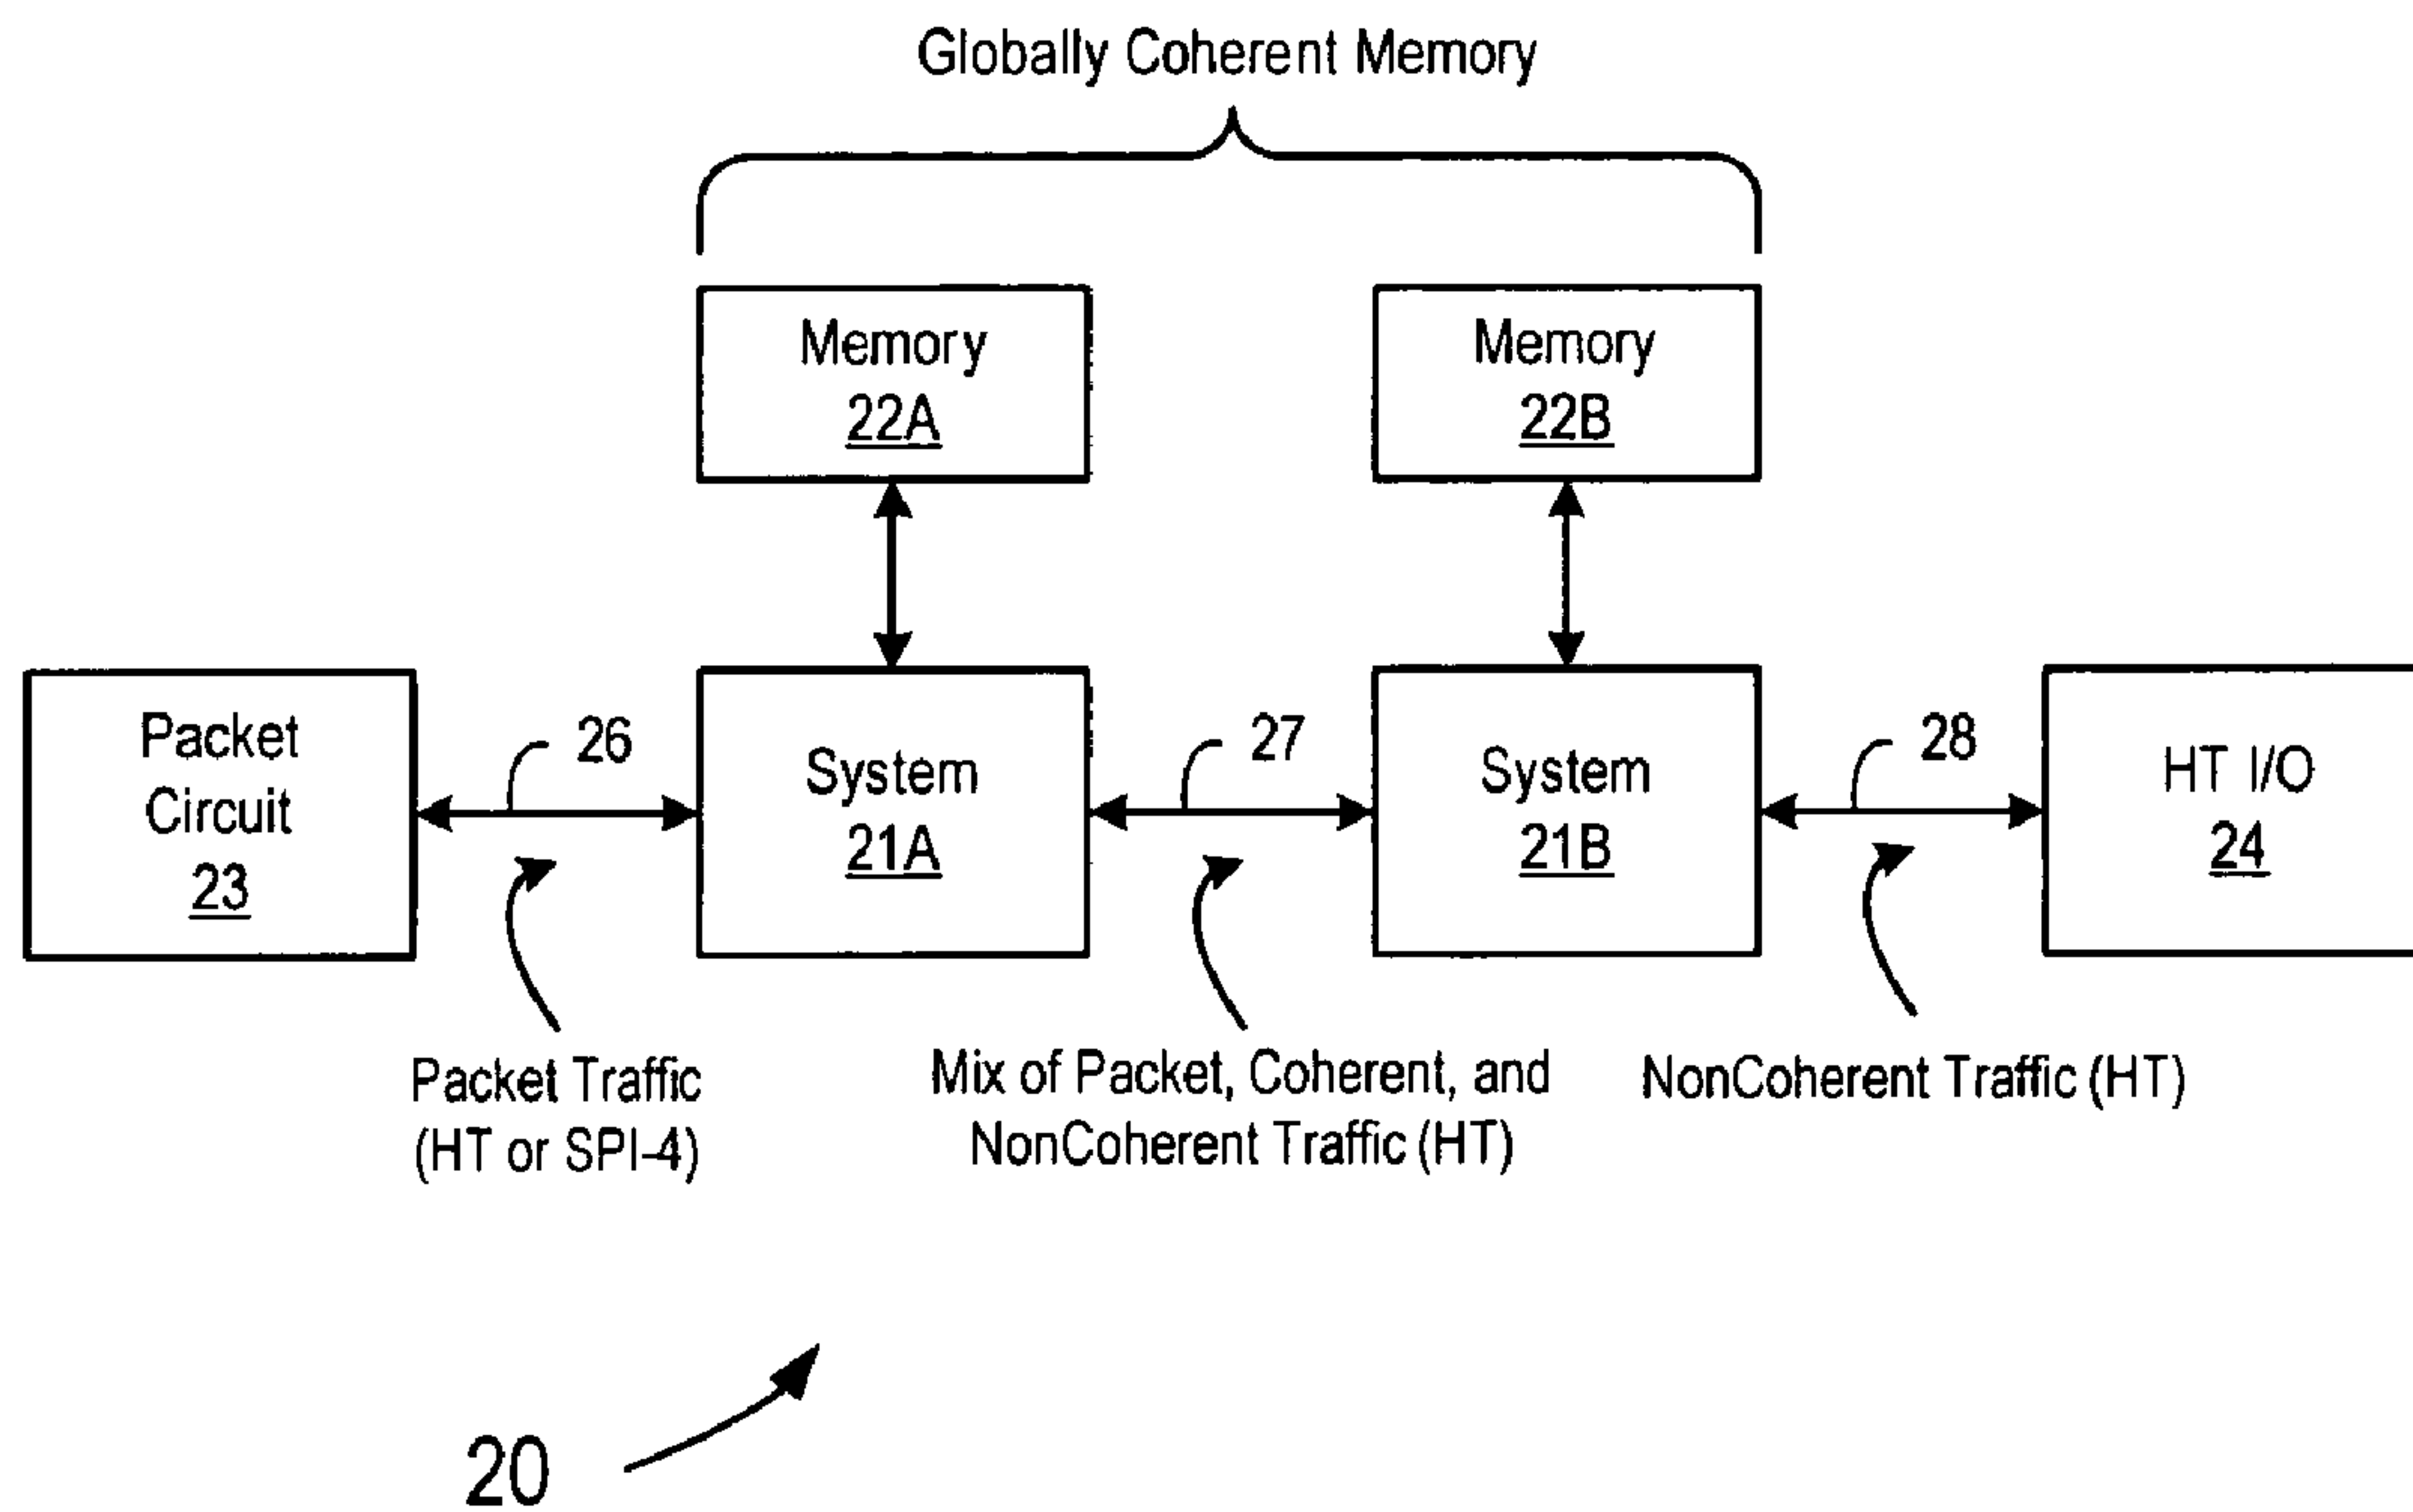 Globally Coherent Memory
Memory
22A
Memory
22B
Packet
Circuit
23
26
System
21A
27
System
21B
28
HT I/O
24
Packet Traffic
(HT or SPI-4)
Mix of Packet, Coherent, and
NonCoherent Traffic (HT)
NonCoherent Traffic (HT)
20